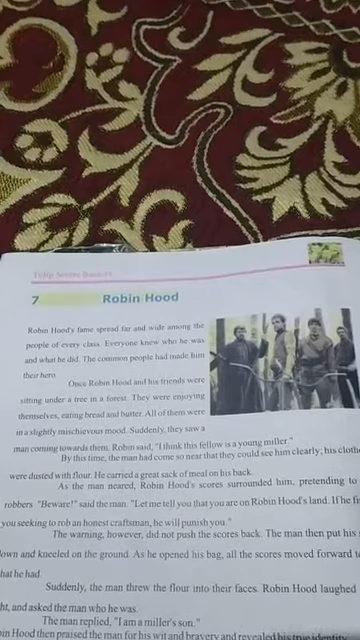 Tulip Series Book-
7 Robin Hood
Robin Hood's fame spread far and wide among the
people of every class. Everyone knew who he was
and what he did. The common people had made him
their hero
Once Robin Hood and his friends were
sitting under a tree in a forest. They were enjoying
themselves, eating bread and butter. All of them were
in a slightly mischievous mood. Suddenly, they saw a
man coming towards them. Robin said, "I think this fellow is a young miller."
By this time, the man had come so near that they could see him clearly; his clothe
were dusted with flour. He carried a great sack of meal on his back.
As the man neared, Robin Hood's scores surrounded him, pretending to
robbers "Beware!" said the man. "Let me tell you that you are on Robin Hood's land. If he fi
you seeking to rob an honest craftsman, he will punish you."
The warning, however, did not push the scores back. The man then put his
own and kneeled on the ground. As he opened his bag, all the scores moved forward to
hat he had.
Suddenly, the man threw the flour into their faces. Robin Hood laughed
ht, and asked the man who he was.
The man replied, "I am a miller's son."
in Hood then praised the man for his wit and bravery and revealed his true identit